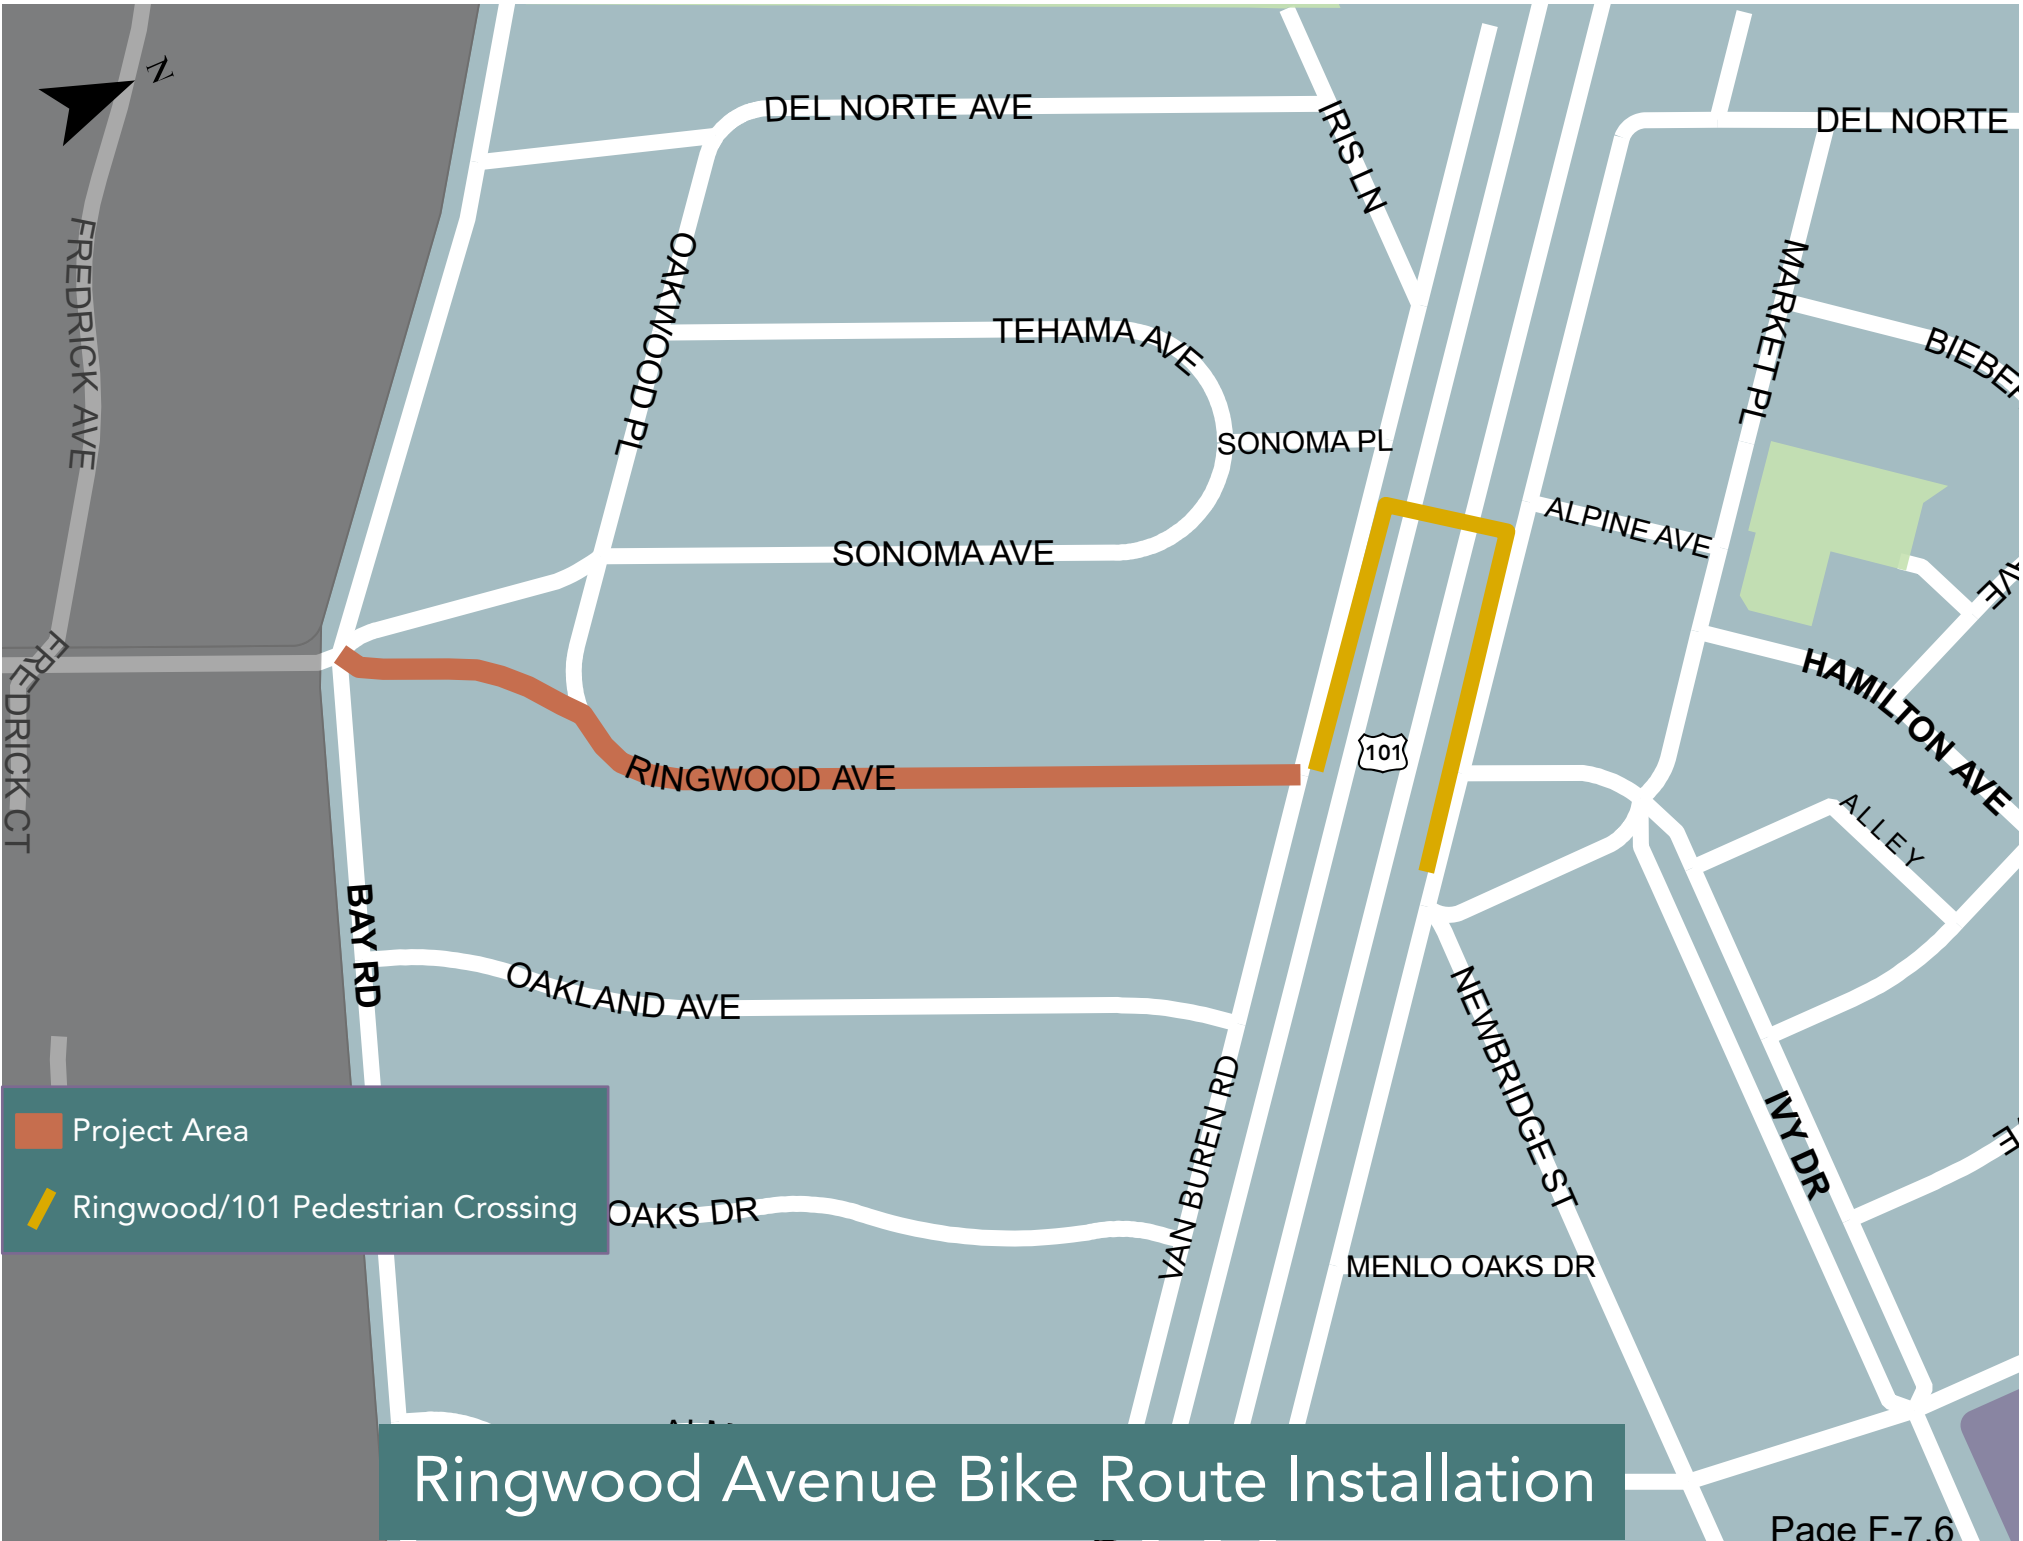 N
DEL NORTE AVE
IRIS LN
DEL NORTE
FREDRICK AVE
OAKWOOD PL
MARKET PL
TEHAMA AVE
SONOMA PL
ALPINE AVE
SONOMA AVE
HAMILTON AVE
FREDRICK CT
101
RINGWOOD AVE
ALLEY
BAY RD
OAKLAND AVE
NEWBRIDGE ST
VAN BUREN RD
IVY DR
Project Area
Ringwood/101 Pedestrian Crossing
OAKS DR
MENLO OAKS DR
Ringwood Avenue Bike Route Installation
Page F-7.6